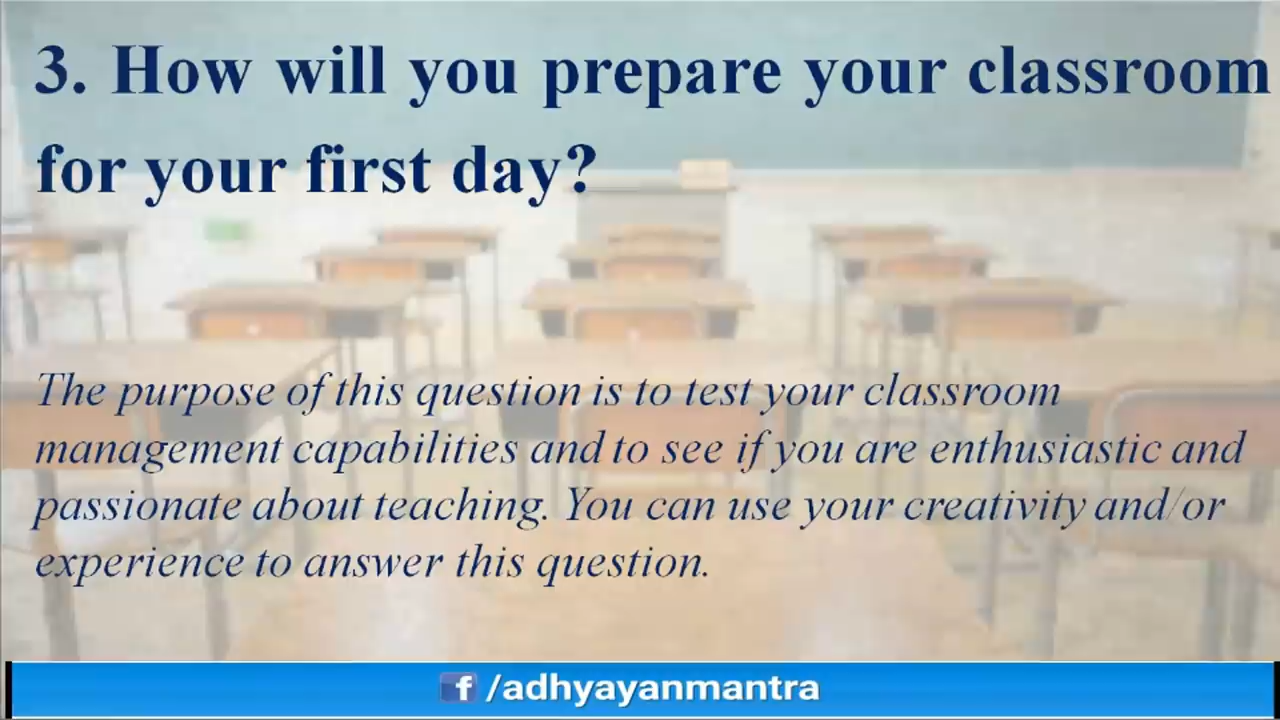 3. How will you prepare your classroom
for your first day?
The purpose of this question is to test your classroom
management capabilities and to see if you are enthusiastic and
passionate about teaching. You can use your creativity and/or
experience to answer this question.
f /adhyayanmantra